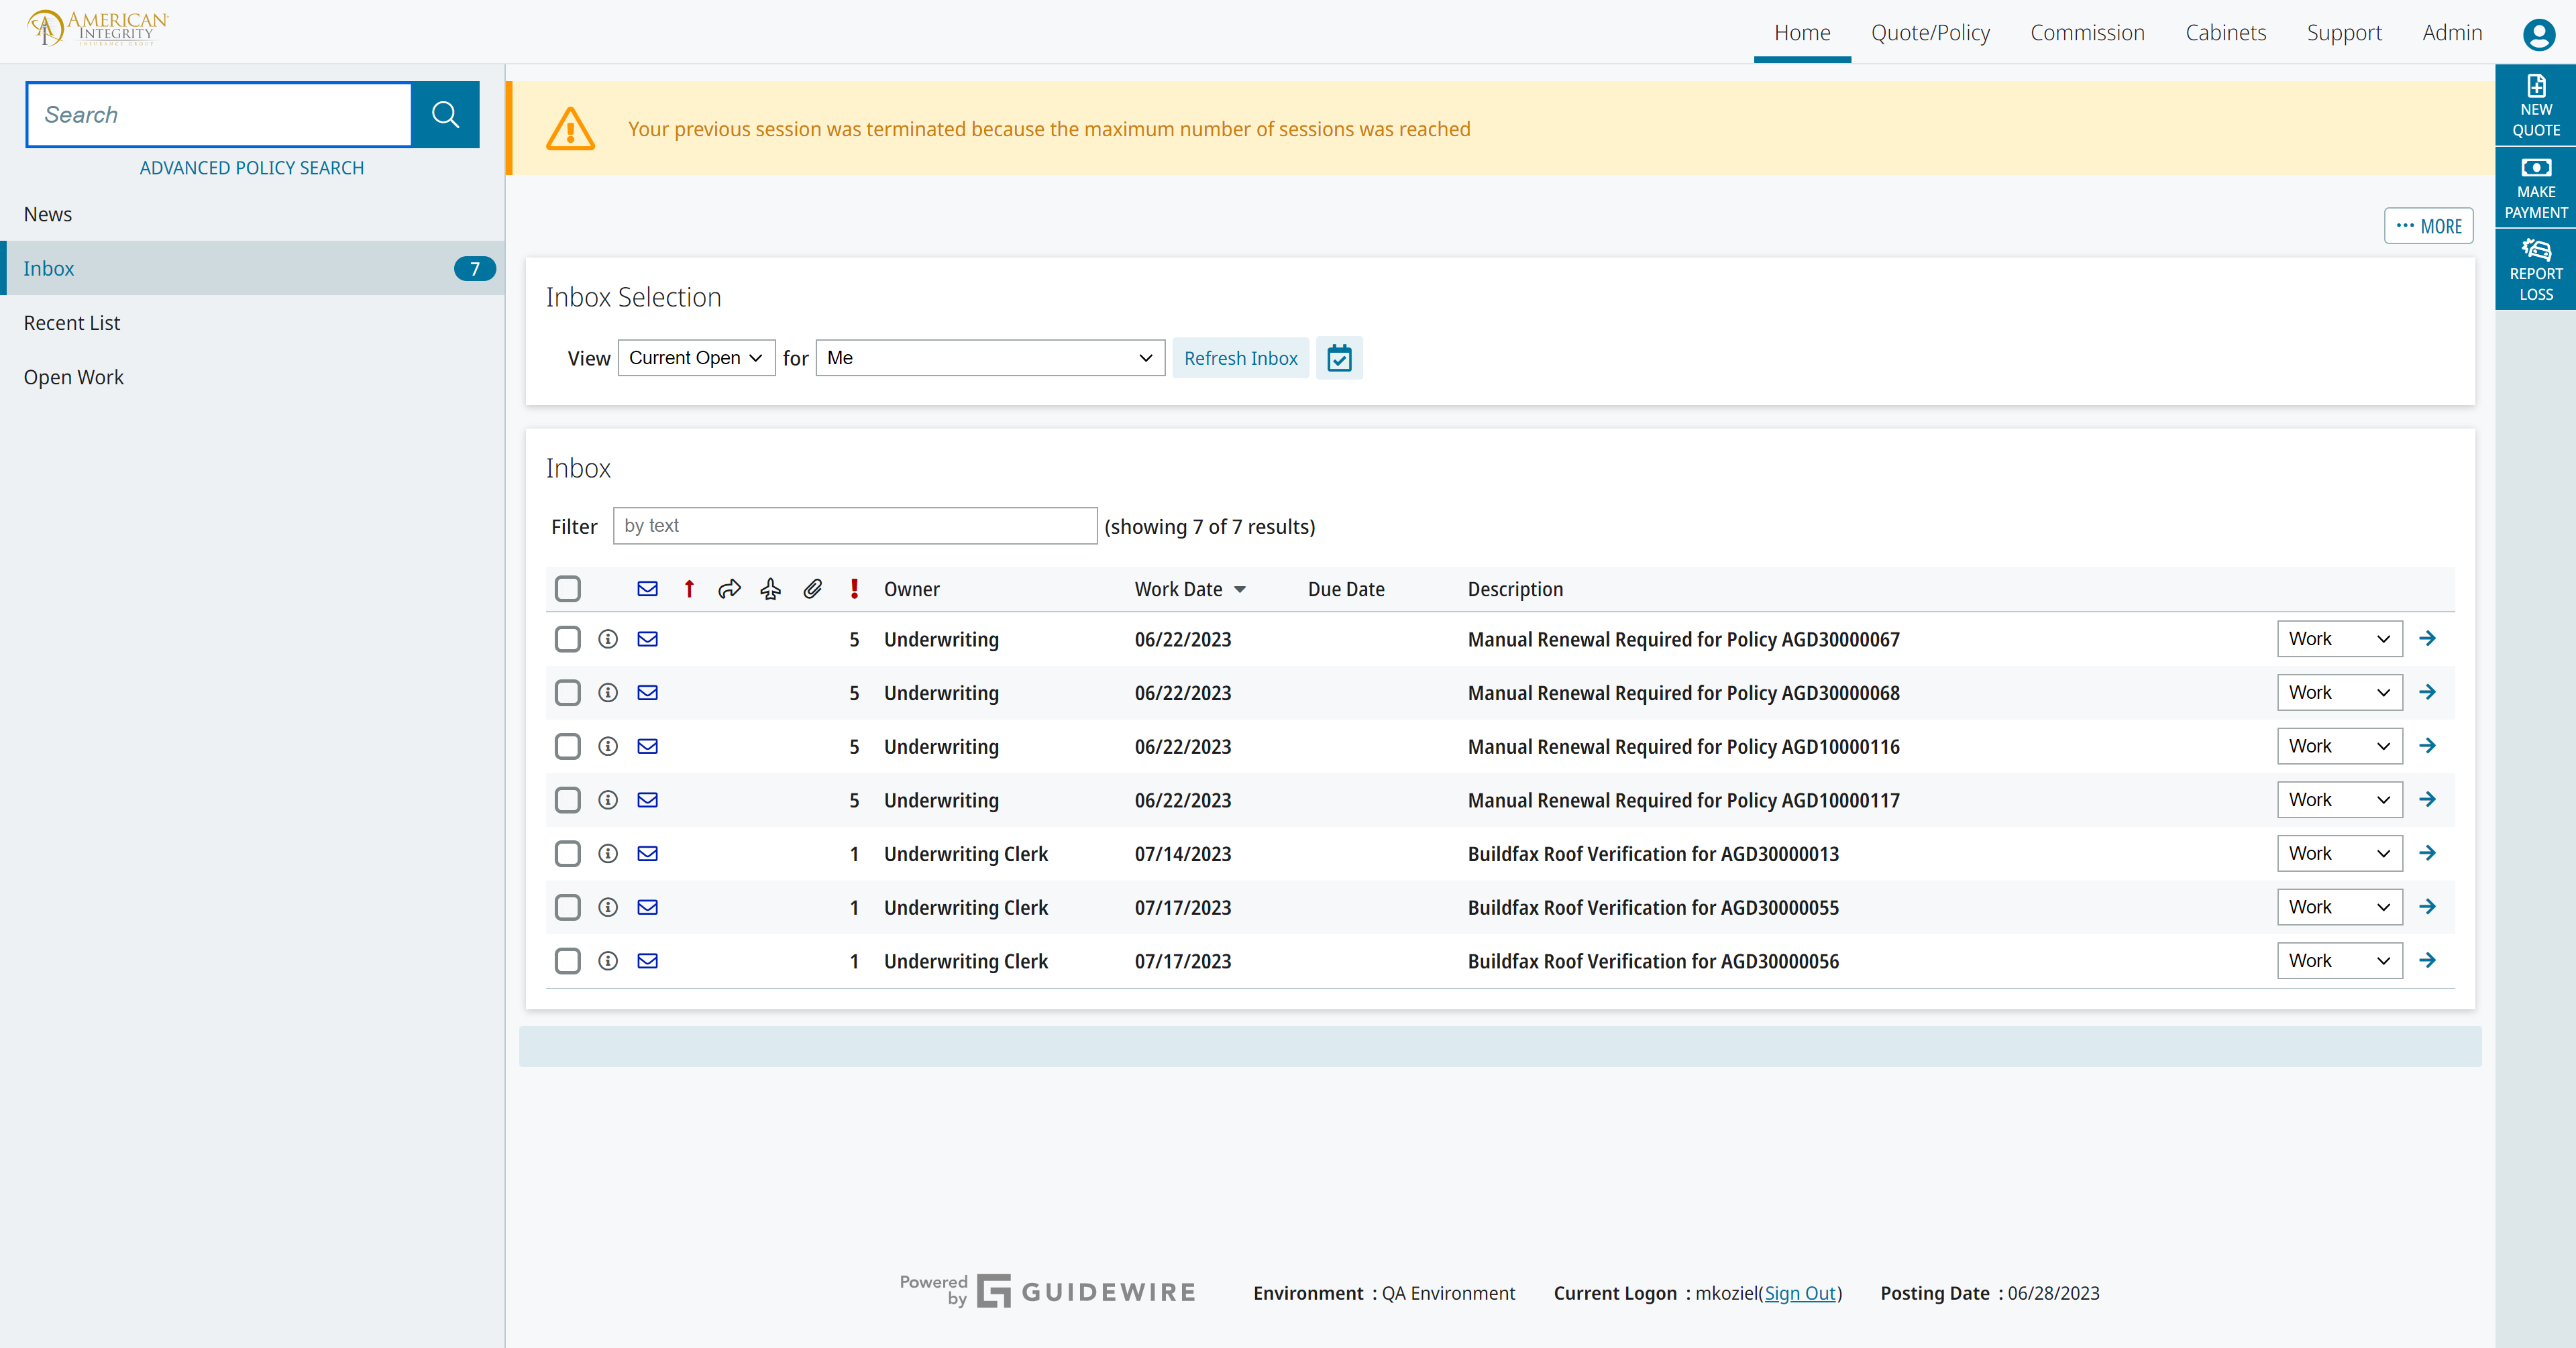 AMERICAN
INTEGRITY
INSURANCE GROUP
Home Quote/Policy Commission Cabinets Support Admin
Search
ADVANCED POLICY SEARCH
News
Inbox 7
Recent List
Open Work
Your previous session was terminated because the maximum number of sessions was reached
NEW
QUOTE
MAKE
PAYMENT
REPORT
LOSS
··· MORE
Inbox Selection
View Current Open for Me Refresh Inbox
Inbox
Filter by text (showing 7 of 7 results)
Owner Work Date Due Date Description
5 Underwriting 06/22/2023 Manual Renewal Required for Policy AGD30000067 Work
5 Underwriting 06/22/2023 Manual Renewal Required for Policy AGD30000068 Work
5 Underwriting 06/22/2023 Manual Renewal Required for Policy AGD10000116 Work
5 Underwriting 06/22/2023 Manual Renewal Required for Policy AGD10000117 Work
1 Underwriting Clerk 07/14/2023 Buildfax Roof Verification for AGD30000013 Work
1 Underwriting Clerk 07/17/2023 Buildfax Roof Verification for AGD30000055 Work
1 Underwriting Clerk 07/17/2023 Buildfax Roof Verification for AGD30000056 Work
Powered
by GUIDEWIRE
Environment : QA Environment Current Logon : mkoziel(Sign Out) Posting Date : 06/28/2023